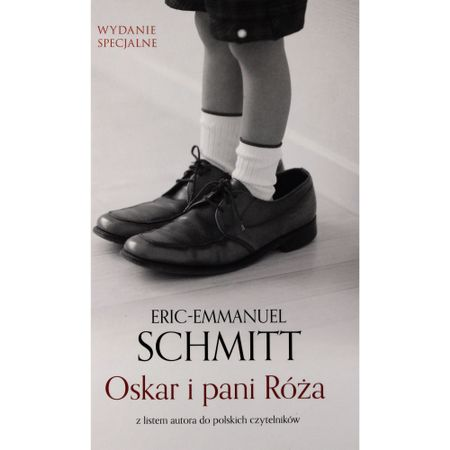 WYDANIE
SPECJALNE
ERIC-EMMANUEL
SCHMITT
Oskar i pani Róża
z listem autora do polskich czytelników